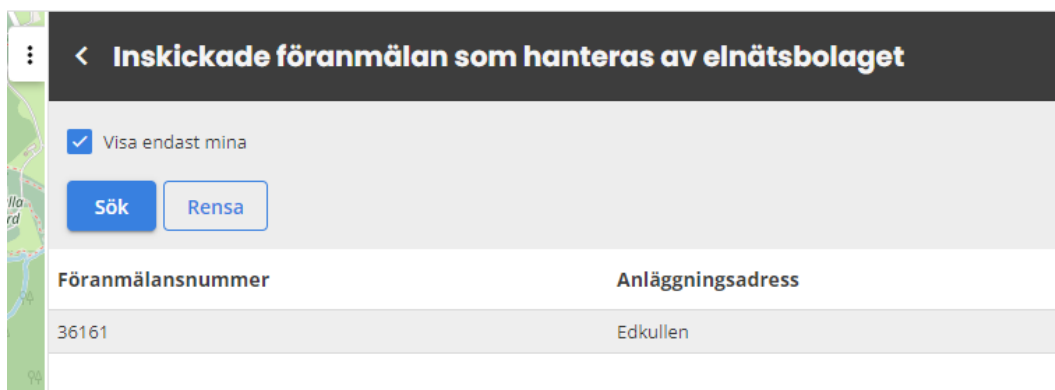 Inskickade föranmälan som hanteras av elnätsbolaget
Visa endast mina
Sök Rensa
Föranmälansnummer Anläggningsadress
36161 Edkullen